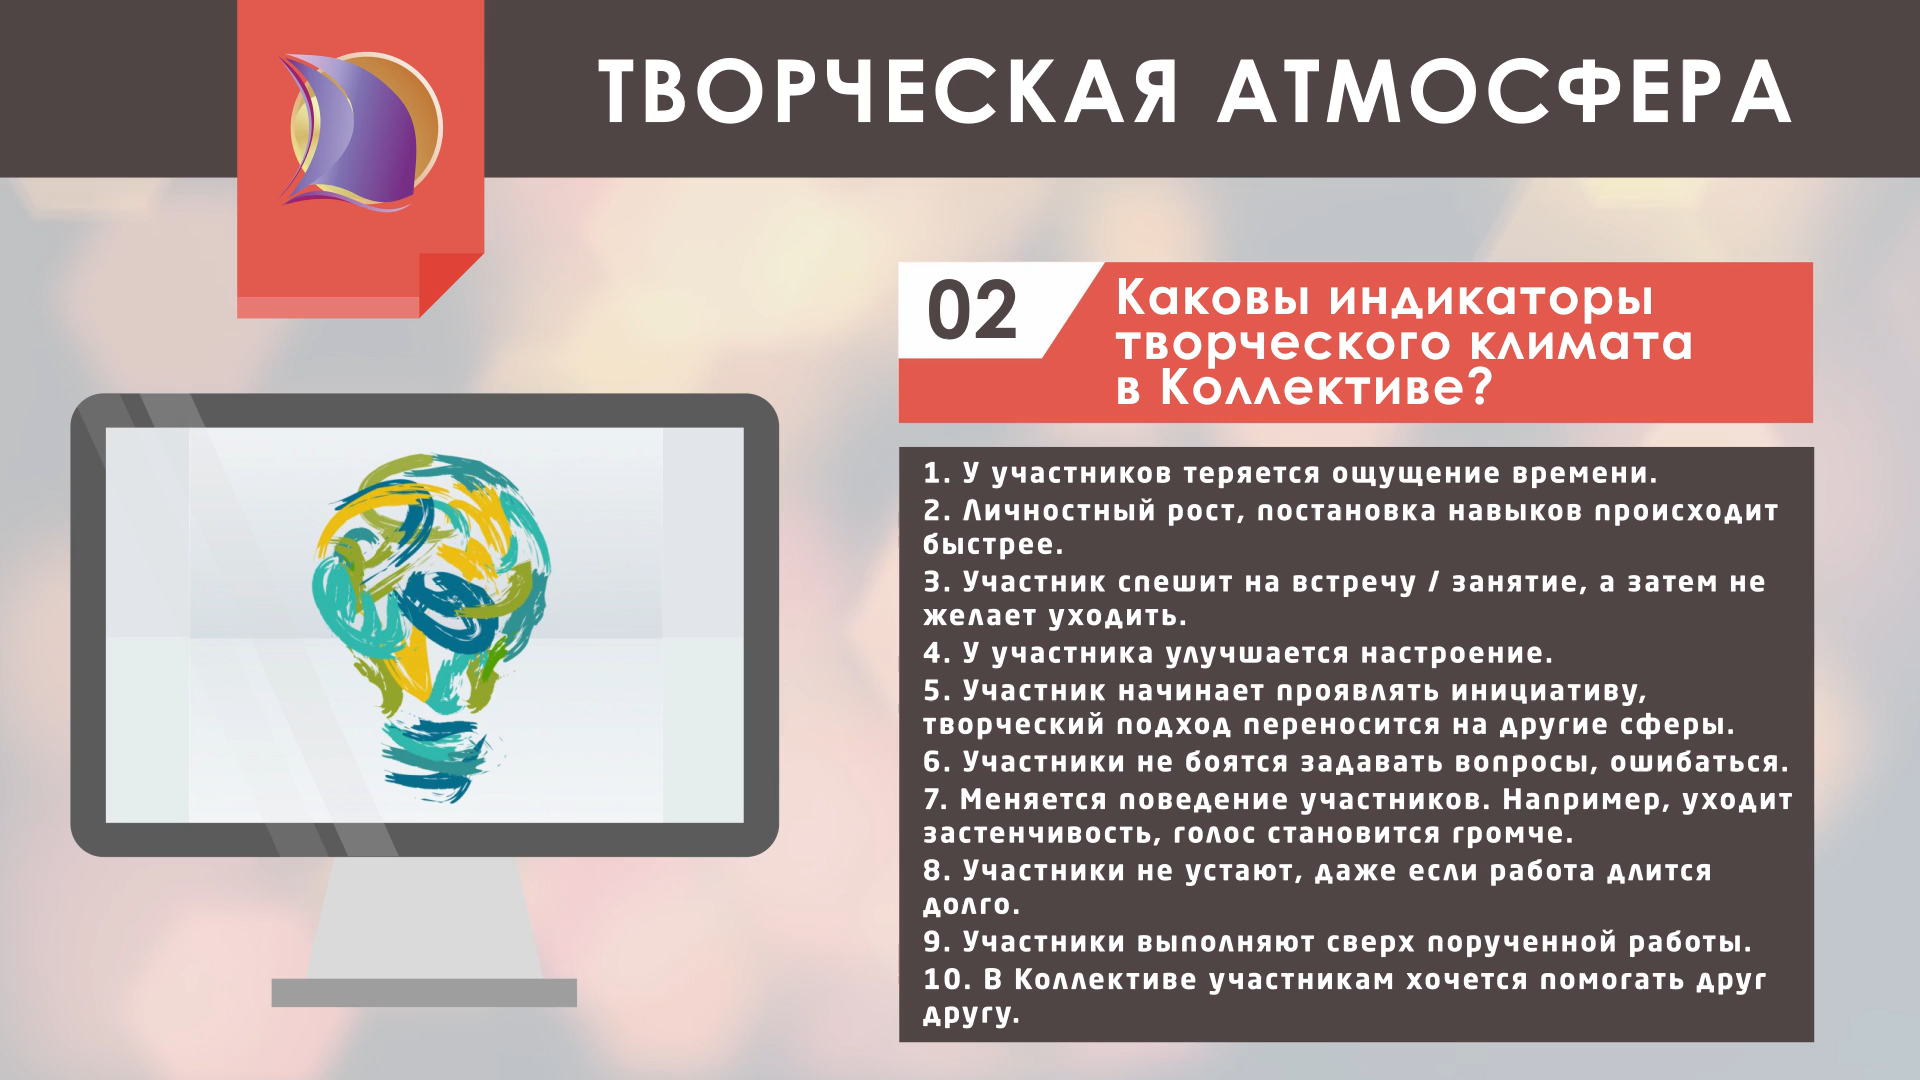 ТВОРЧЕСКАЯ АТМОСФЕРА
02
Каковы индикаторы
творческого климата
в Коллективе?
1. У участников теряется ощущение времени.
2. Личностный рост, постановка навыков происходит
быстрее.
3. Участник спешит на встречу / занятие, а затем не
желает уходить.
4. У участника улучшается настроение.
5. Участник начинает проявлять инициативу,
творческий подход переносится на другие сферы.
6. Участники не боятся задавать вопросы, ошибаться.
7. Меняется поведение участников. Например, уходит
застенчивость, голос становится громче.
8. Участники не устают, даже если работа длится
долго.
9. Участники выполняют сверх порученной работы.
10. В Коллективе участникам хочется помогать друг
другу.